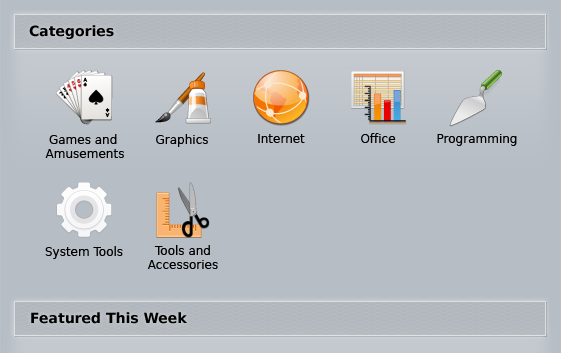 Categories
Games and Amusements
Graphics
Internet
Office
Programming
System Tools
Tools and Accessories
Featured This Week